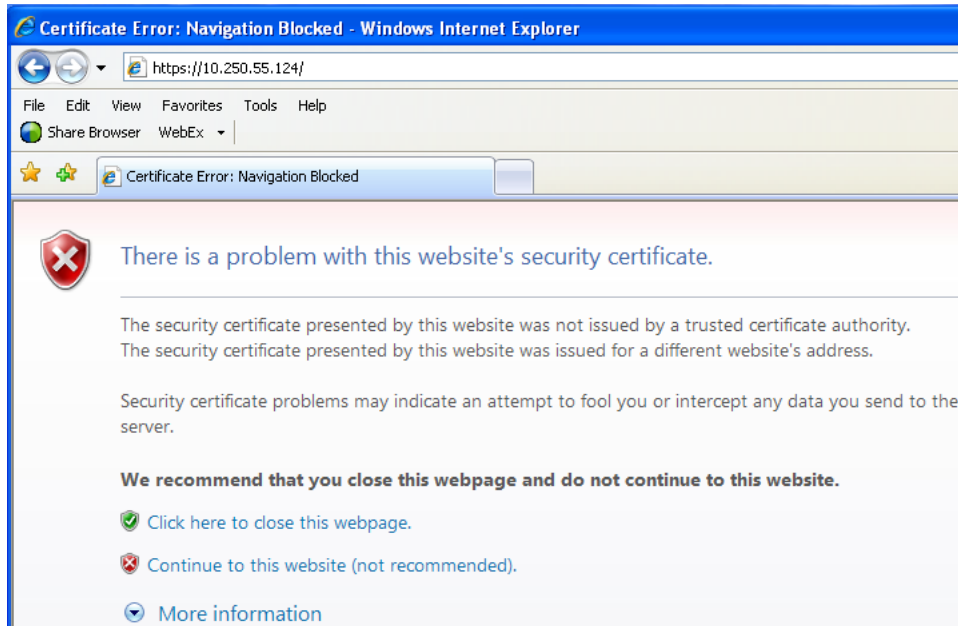 Certificate Error: Navigation Blocked - Windows Internet Explorer
https://10.250.55.124/
File Edit View Favorites Tools Help
Share Browser WebEx
Certificate Error: Navigation Blocked
There is a problem with this website's security certificate.
The security certificate presented by this website was not issued by a trusted certificate authority.
The security certificate presented by this website was issued for a different website's address.
Security certificate problems may indicate an attempt to fool you or intercept any data you send to the
server.
We recommend that you close this webpage and do not continue to this website.
Click here to close this webpage.
Continue to this website (not recommended).
More information